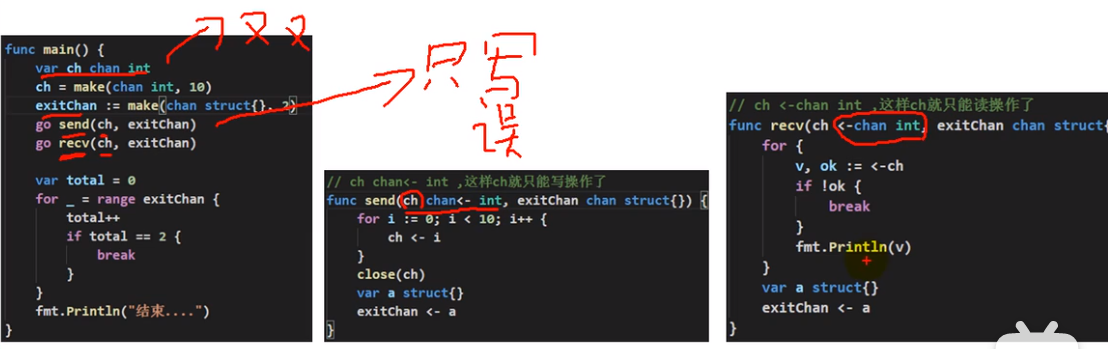 func main() {
var ch chan int
ch = make(chan int, 10)
exitChan := make(chan struct{}, 2)
go send(ch, exitChan)
go recv(ch, exitChan)
var total = 0
for _ = range exitChan {
total++
if total == 2 {
break
}
}
fmt.Println("结束....")
}
双
只写
// ch chan<- int ,这样ch就只能写操作了
func send(ch chan<- int, exitChan chan struct{}) {
for i := 0; i < 10; i++ {
ch <- i
}
close(ch)
var a struct{}
exitChan <- a
}
// ch <-chan int ,这样ch就只能读操作了
func recv(ch <-chan int, exitChan chan struct{
for {
v, ok := <-ch
if !ok {
break
}
fmt.Println(v)
}
var a struct{}
exitChan <- a
}